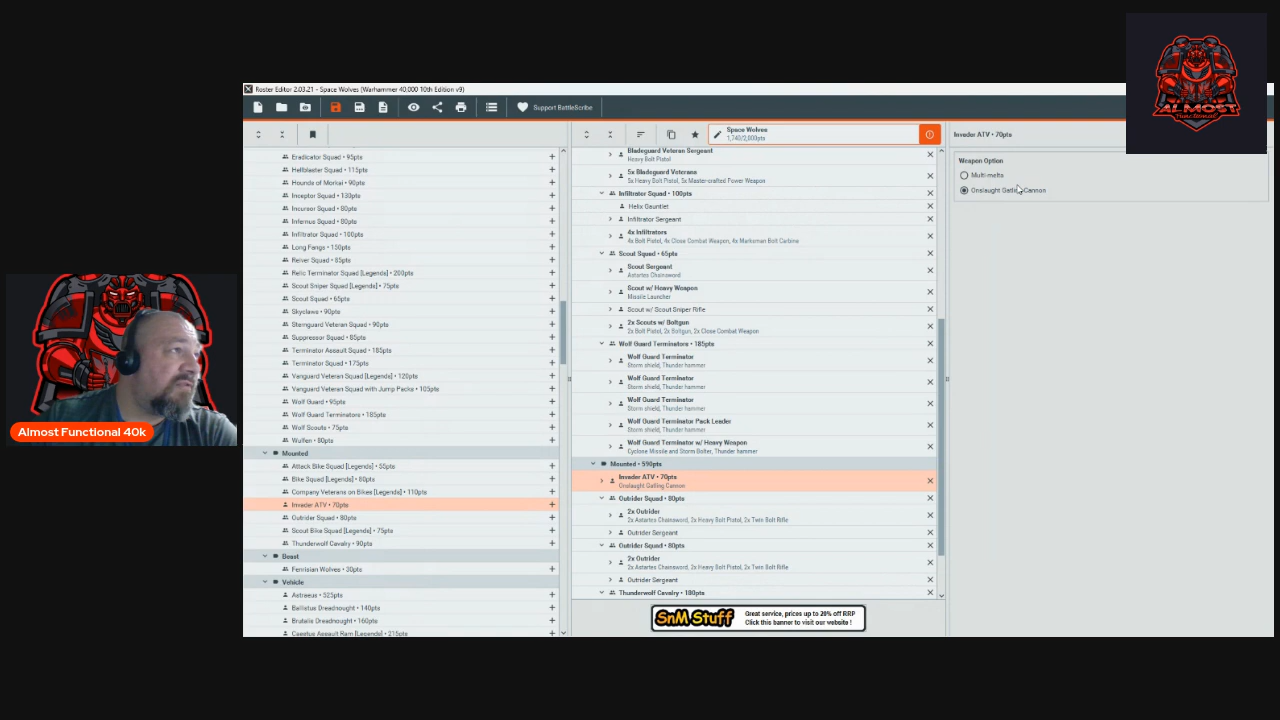 ALMOST
Functional
Roster Editor 2.03.21 - Space Wolves (Warhammer 40,000 10th Edition v9)
Support BattleScribe
Eradicator Squad • 95pts
Hellblaster Squad • 115pts
Hounds of Morkai • 90pts
Inceptor Squad • 130pts
Incursor Squad • 80pts
Infernus Squad • 80pts
Infiltrator Squad • 100pts
Long Fangs • 150pts
Reiver Squad • 85pts
Relic Terminator Squad [Legends] • 200pts
Scout Sniper Squad [Legends] • 75pts
Scout Squad • 65pts
Skyclaws • 90pts
Sternguard Veteran Squad • 90pts
Suppressor Squad • 85pts
Terminator Assault Squad • 185pts
Terminator Squad • 175pts
Vanguard Veteran Squad [Legends] • 120pts
Vanguard Veteran Squad with Jump Packs • 105pts
Wolf Guard • 95pts
Wolf Guard Terminators • 185pts
Wolf Scouts • 75pts
Wulfen • 80pts
Mounted
Attack Bike Squad [Legends] • 55pts
Bike Squad [Legends] • 80pts
Company Veterans on Bikes [Legends] • 110pts
Invader ATV • 70pts
Outrider Squad • 80pts
Scout Bike Squad [Legends] • 75pts
Thunderwolf Cavalry • 90pts
Beast
Fenrisian Wolves • 30pts
Vehicle
Astraeus • 525pts
Ballistus Dreadnought • 140pts
Brutalis Dreadnought • 160pts
Caestus Assault Ram [Legends] • 215pts
Space Wolves
1,740/2,000pts
Bladeguard Veteran Sergeant
Heavy Bolt Pistol
5x Bladeguard Veterans
5x Heavy Bolt Pistol, 5x Master-crafted Power Weapon
Infiltrator Squad • 100pts
Helix Gauntlet
Infiltrator Sergeant
4x Infiltrators
4x Bolt Pistol, 4x Close Combat Weapon, 4x Marksman Bolt Carbine
Scout Squad • 65pts
Scout Sergeant
Astartes Chainsword
Scout w/ Heavy Weapon
Missile Launcher
Scout w/ Scout Sniper Rifle
2x Scouts w/ Boltgun
2x Bolt Pistol, 2x Boltgun, 2x Close Combat Weapon
Wolf Guard Terminators • 185pts
Wolf Guard Terminator
Storm shield, Thunder hammer
Wolf Guard Terminator
Storm shield, Thunder hammer
Wolf Guard Terminator
Storm shield, Thunder hammer
Wolf Guard Terminator Pack Leader
Storm shield, Thunder hammer
Wolf Guard Terminator w/ Heavy Weapon
Cyclone Missile and Storm Bolter, Thunder hammer
Mounted • 590pts
Invader ATV • 70pts
Onslaught Gatling Cannon
Outrider Squad • 80pts
2x Outrider
2x Astartes Chainsword, 2x Heavy Bolt Pistol, 2x Twin Bolt Rifle
Outrider Sergeant
Outrider Squad • 80pts
2x Outrider
2x Astartes Chainsword, 2x Heavy Bolt Pistol, 2x Twin Bolt Rifle
Outrider Sergeant
Thunderwolf Cavalry • 180pts
SnM Stuff
Great service, prices up to 20% off RRP
Click this banner to visit our website !
Invader ATV • 70pts
Weapon Option
Multi-melta
Onslaught Gatling Cannon
Almost Functional 40k